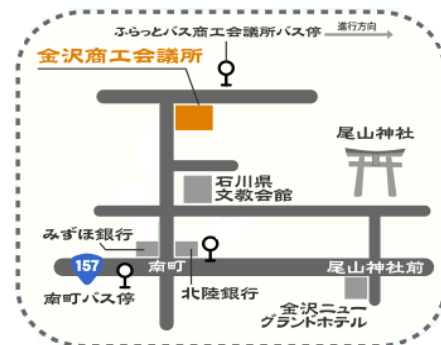 ふらっとバス商工会議所バス停
進行方向
金沢商工会議所
尾山神社
石川県
文教会館
みずほ銀行
157
南町
尾山神社前
南町バス停
北陸銀行
金沢ニュー
グランドホテル